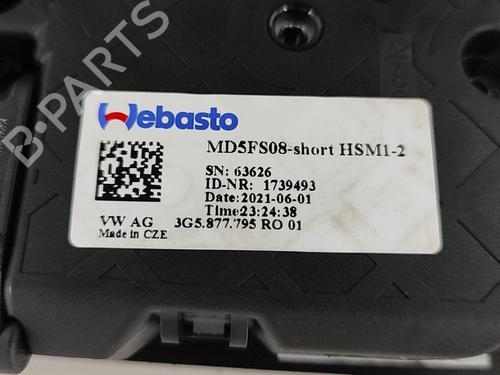 Webasto
MD5FS08-short HSM1-2
SN: 63626
ID-NR: 1739493
Date:2021-06-01
Time:23:24:38
VW AG 3G5.877.795 RO 01
Made in CZE
B-PARTS